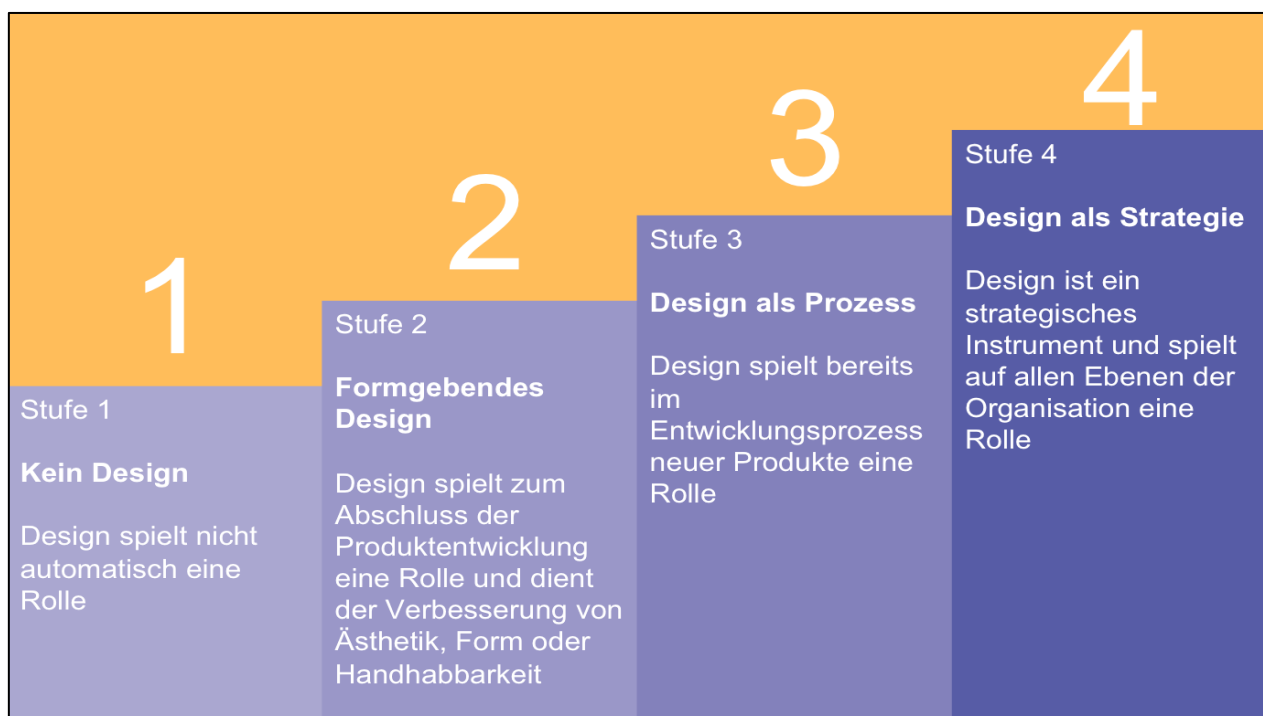 1
Stufe 1
Kein Design
Design spielt nicht
automatisch eine
Rolle
2
Stufe 2
Formgebendes
Design
Design spielt zum
Abschluss der
Produktentwicklung
eine Rolle und dient
der Verbesserung von
Ästhetik, Form oder
Handhabbarkeit
3
Stufe 3
Design als Prozess
Design spielt bereits
im
Entwicklungsprozess
neuer Produkte eine
Rolle
4
Stufe 4
Design als Strategie
Design ist ein
strategisches
Instrument und spielt
auf allen Ebenen der
Organisation eine
Rolle